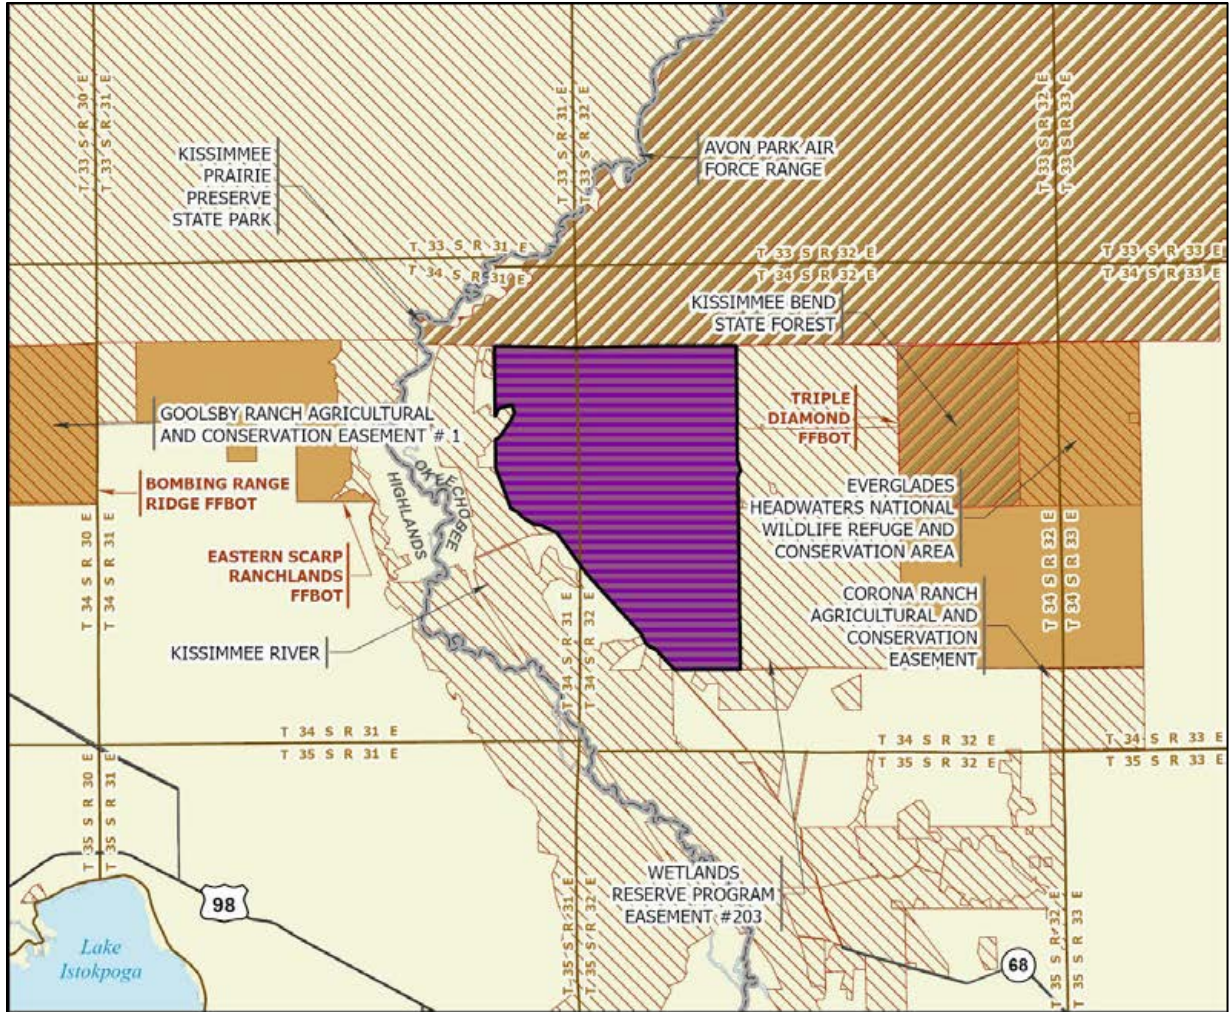 T 33 S R 30 E
T 33 S R 31 E
T 33 S R 31 E
T 33 S R 32 E
T 33 S R 32 E
T 33 S R 33 E
KISSIMMEE
PRAIRIE
PRESERVE
STATE PARK
AVON PARK AIR
FORCE RANGE
T 33 S R 31 E
T 34 S R 31 E
T 33 S R 32 E
T 34 S R 32 E
T 33 S R 33 E
T 34 S R 33 E
KISSIMMEE BEND
STATE FOREST
GOOLSBY RANCH AGRICULTURAL
AND CONSERVATION EASEMENT # 1
TRIPLE
DIAMOND
FFBOT
BOMBING RANGE
RIDGE FFBOT
OKEECHOBEE
HIGHLANDS
EVERGLADES
HEADWATERS NATIONAL
WILDLIFE REFUGE AND
CONSERVATION AREA
EASTERN SCARP
RANCHLANDS
FFBOT
T 34 S R 30 E
T 34 S R 31 E
T 34 S R 31 E
T 34 S R 32 E
T 34 S R 32 E
T 34 S R 33 E
CORONA RANCH
AGRICULTURAL AND
CONSERVATION
EASEMENT
KISSIMMEE RIVER
T 34 S R 31 E
T 35 S R 31 E
T 34 S R 32 E
T 35 S R 32 E
T 34 S R 33 E
T 35 S R 33 E
T 35 S R 30 E
T 35 S R 31 E
WETLANDS
RESERVE PROGRAM
EASEMENT #203
98
Lake
Istokpoga
T 35 S R 31 E
T 35 S R 32 E
68
T 35 S R 32 E
T 35 S R 33 E